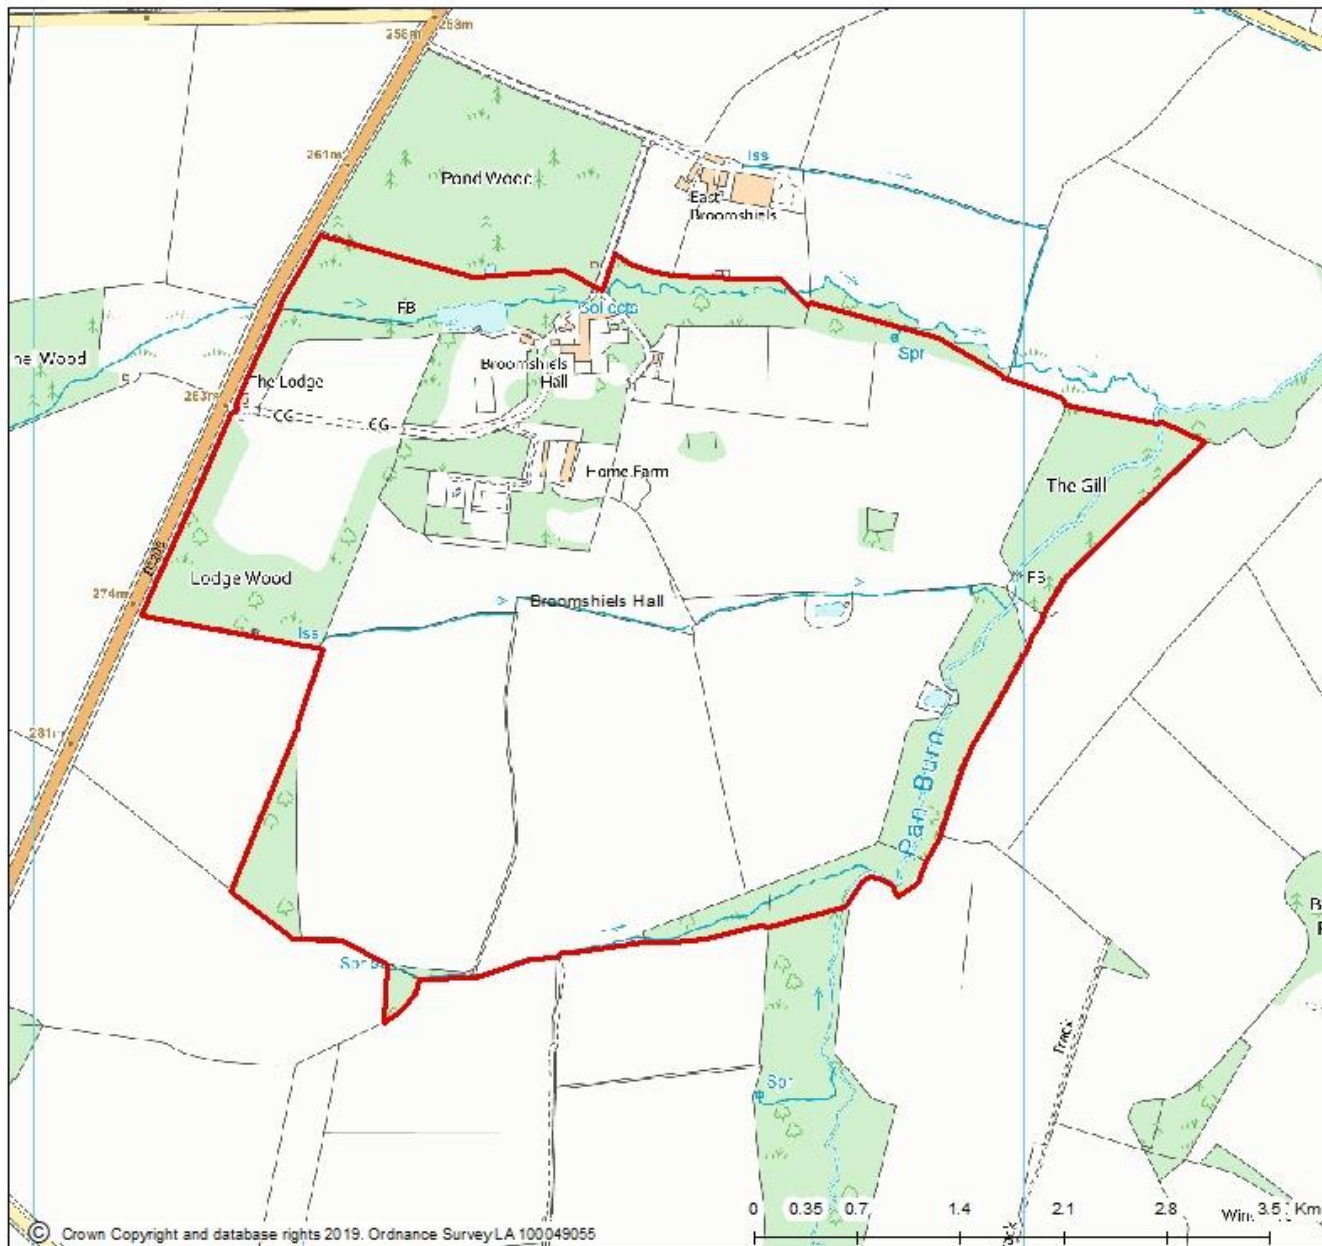 258m
261m
Pond Wood
Iss
East
Broomshiels
FB
Broomshiels
Hall
Spr
The Lodge
263m
CG
CG
Home Farm
The Gill
274m
Lodge Wood
FB
Broomshiels Hall
Iss
281m
Pan Burn
Spr
Track
Spr
0 0.35 0.7 1.4 2.1 2.8 3.5 Km
© Crown Copyright and database rights 2019. Ordnance Survey LA 100049055